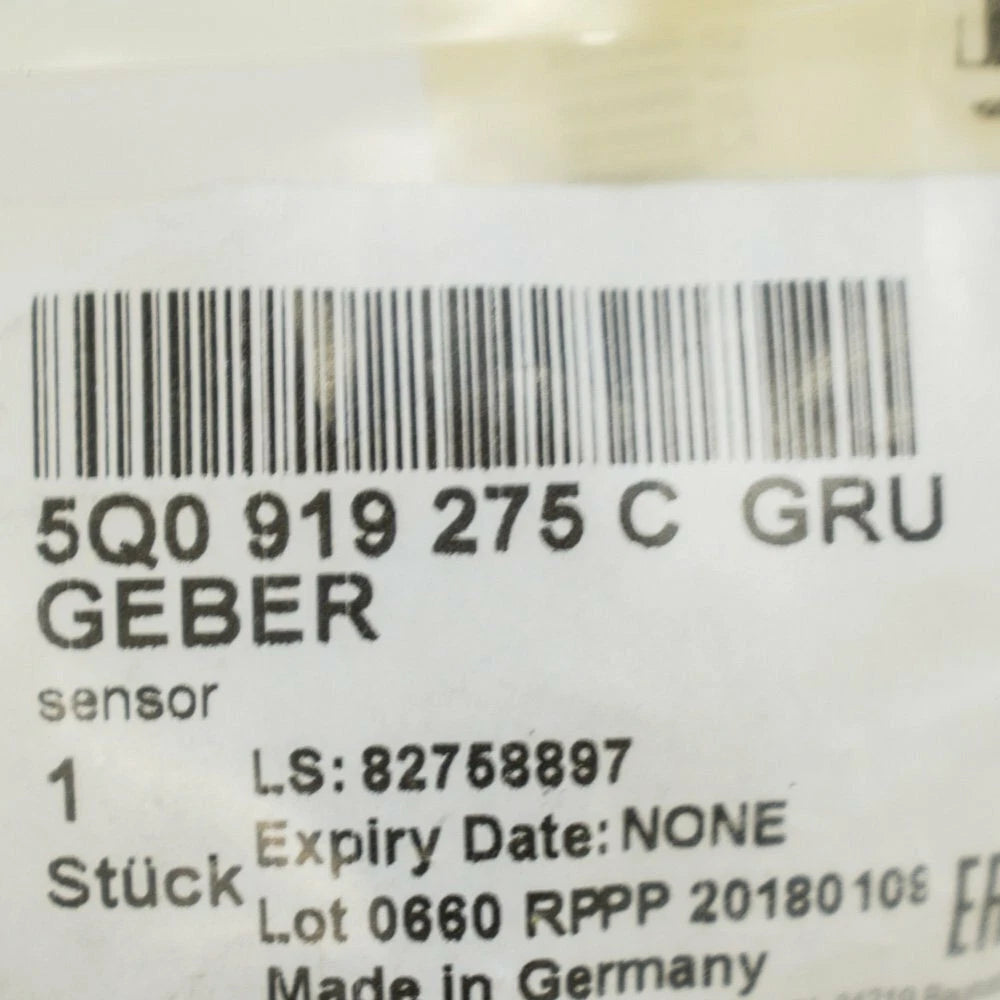 5Q0 919 275 C GRU
GEBER
sensor
1
Stück
LS: 82758897
Expiry Date: NONE
Lot 0660 RPPP 20180109
Made in Germany